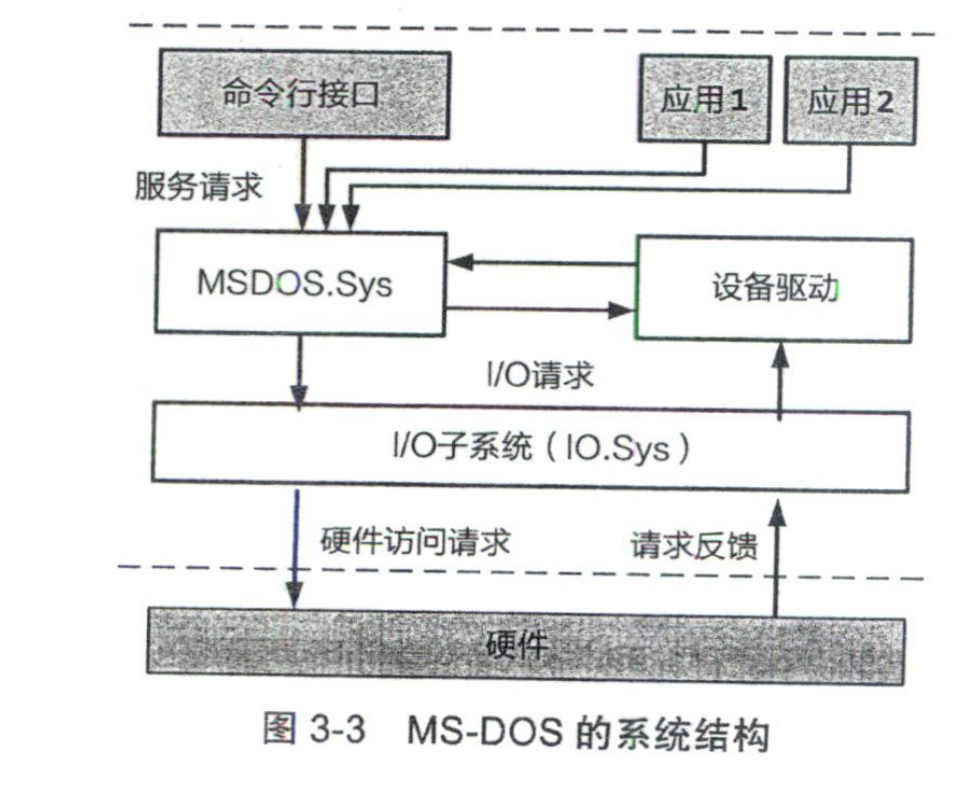 命令行接口
应用1
应用2
服务请求
MSDOS.Sys
设备驱动
I/O请求
I/O子系统（IO.Sys）
硬件访问请求
请求反馈
硬件
图 3-3 MS-DOS 的系统结构